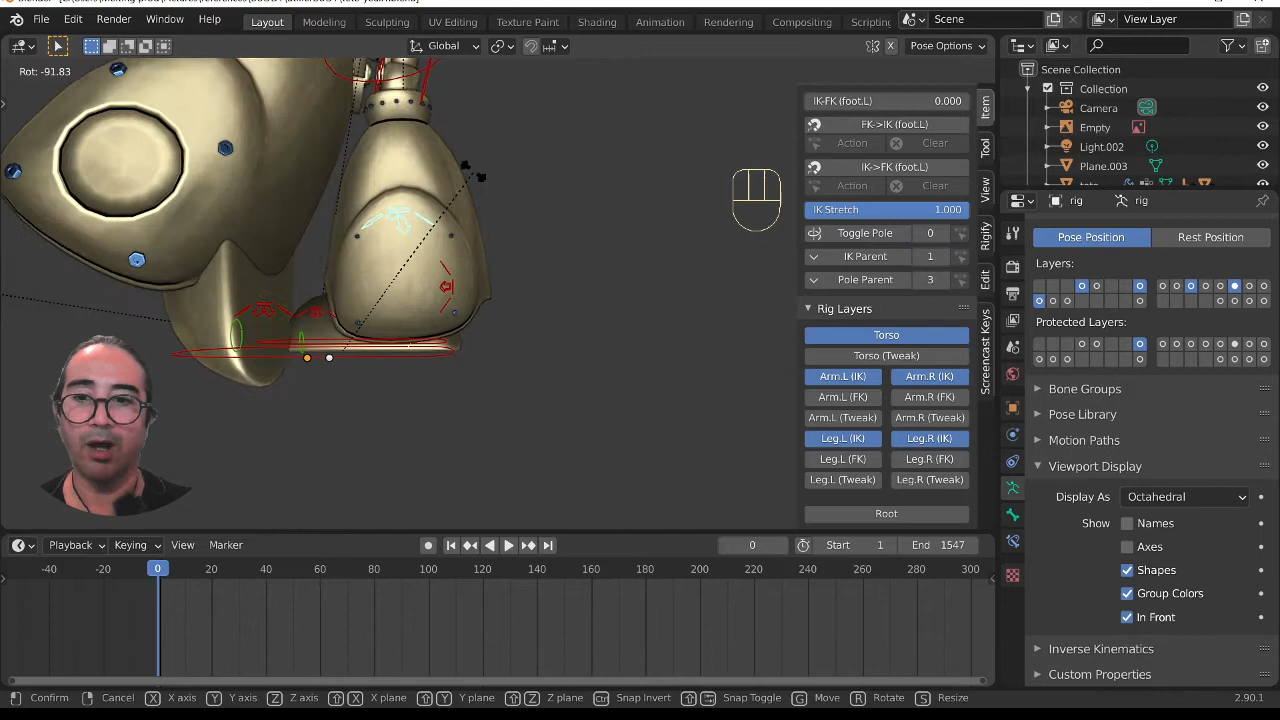 File Edit Render Window Help Layout Modeling Sculpting UV Editing Texture Paint Shading Animation Rendering Compositing Scripting Scene View Layer
Global X Pose Options
Rot: -91.83
Scene Collection
Collection
Camera
Empty
Light.002
Plane.003
IK-FK (foot.L) 0.000
FK->IK (foot.L)
Action Clear
IK->FK (foot.L)
Action Clear
IK Stretch 1.000
Toggle Pole 0
IK Parent 1
Pole Parent 3
Rig Layers
Torso
Torso (Tweak)
Arm.L (IK) Arm.R (IK)
Arm.L (FK) Arm.R (FK)
Arm.L (Tweak) Arm.R (Tweak)
Leg.L (IK) Leg.R (IK)
Leg.L (FK) Leg.R (FK)
Leg.L (Tweak) Leg.R (Tweak)
Root
Item
Tool
View
Rigify
Edit
Screencast Keys
rig rig
Pose Position Rest Position
Layers:
Protected Layers:
Bone Groups
Pose Library
Motion Paths
Viewport Display
Display As Octahedral
Show Names
Axes
Shapes
Group Colors
In Front
Inverse Kinematics
Custom Properties
Playback Keying View Marker 0 Start 1 End 1547
-40 -20 0 20 40 60 80 100 120 140 160 180 200 220 240 260 280 300
Confirm Cancel X X axis Y Y axis Z Z axis X X plane Y Y plane Z Z plane Ctrl Snap Invert Snap Toggle G Move R Rotate S Resize 2.90.1